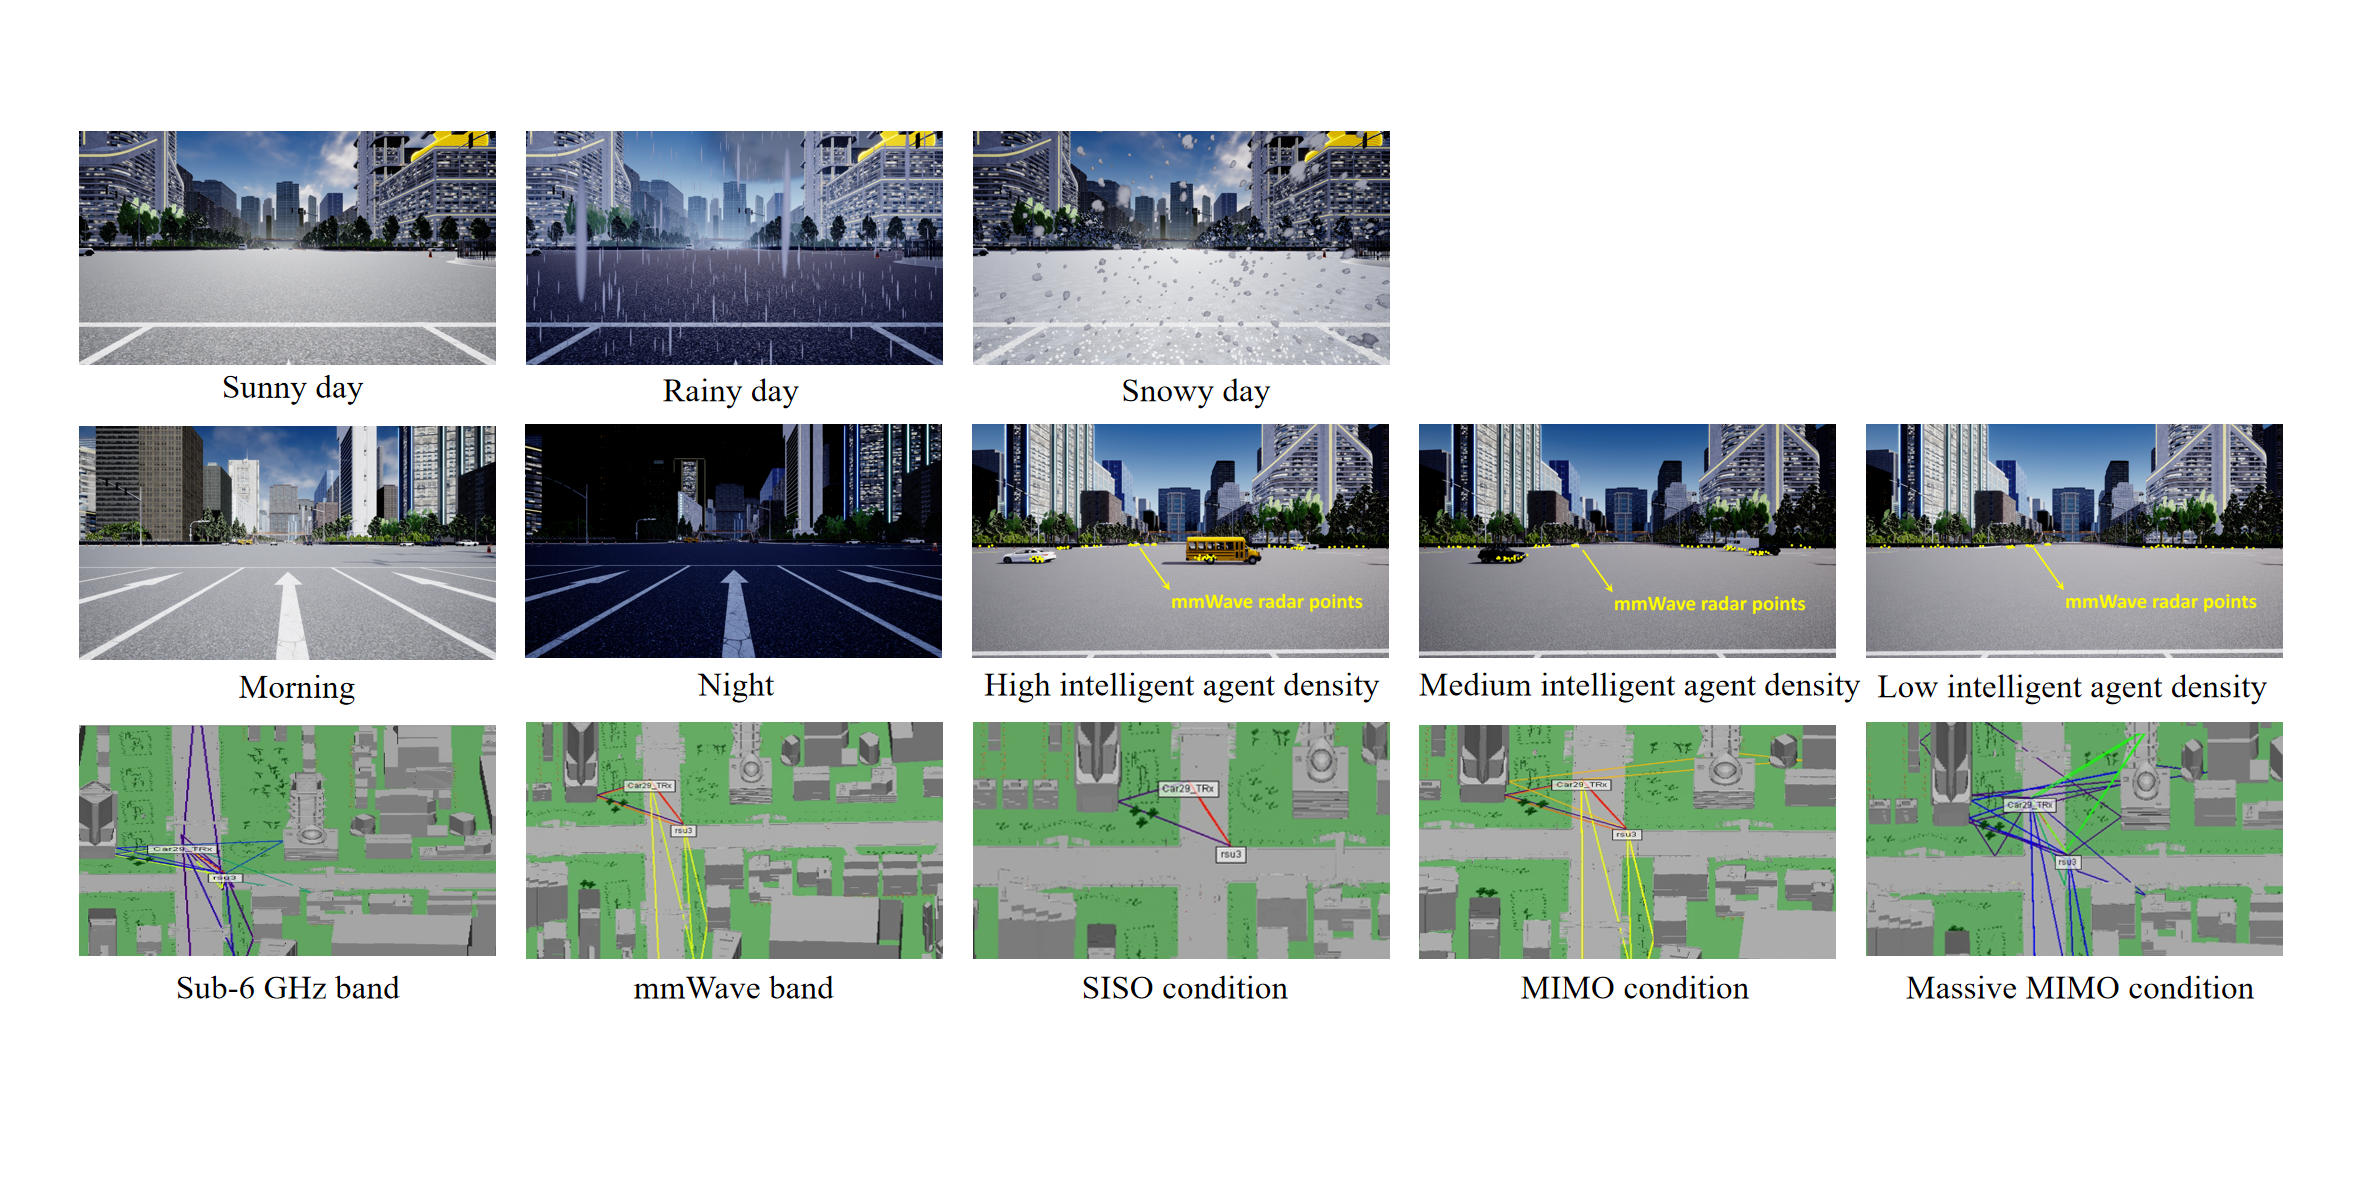 Sunny day
Rainy day
Snowy day
mmWave radar points
mmWave radar points
mmWave radar points
Morning
Night
High intelligent agent density
Medium intelligent agent density
Low intelligent agent density
Car29_TRx
rsu3
Car29_TRx
rsu3
Car29_TRx
rsu3
Car29_TRx
rsu3
Car29_TRx
rsu3
Sub-6 GHz band
mmWave band
SISO condition
MIMO condition
Massive MIMO condition